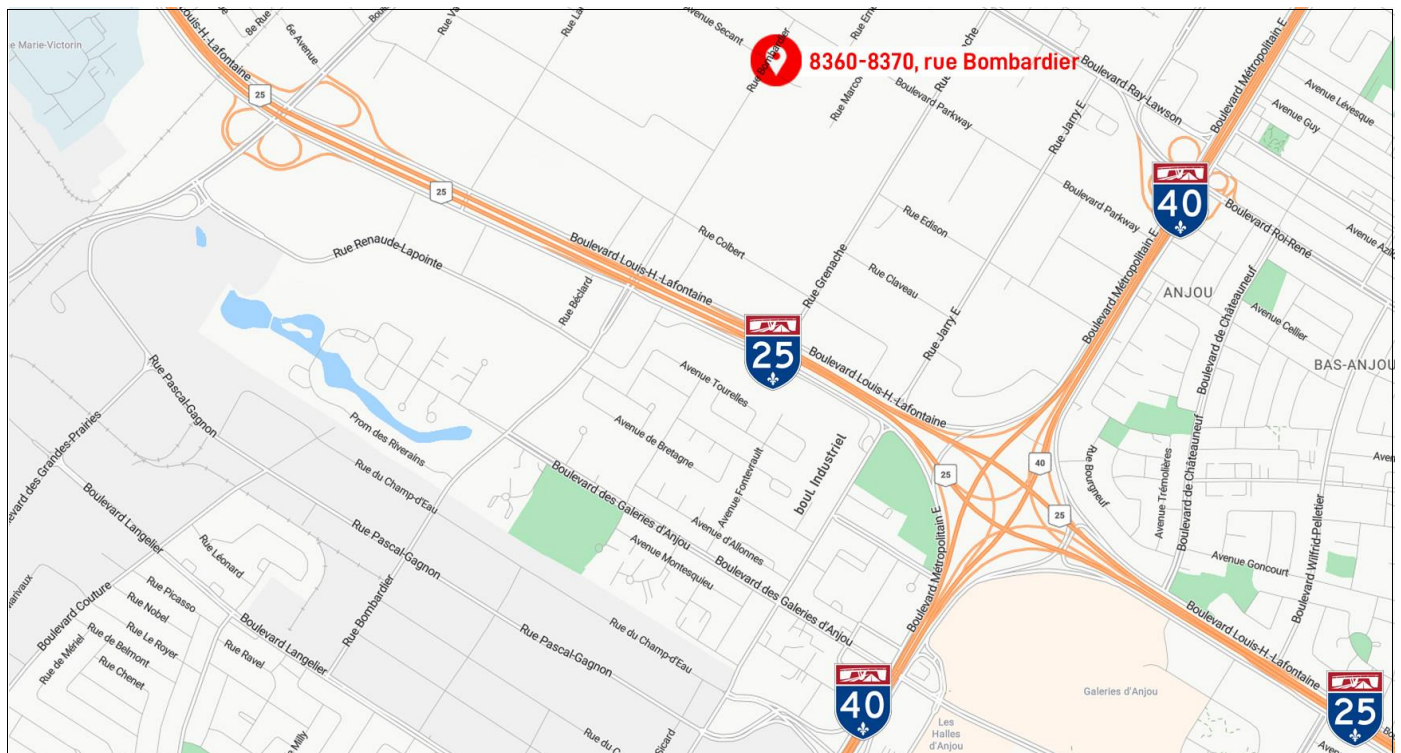 Louis-H.-Lafontaine
8e Rue
6e Avenue
Avenue Secant
Rue Bombardier
8360-8370, rue Bombardier
Boulevard Ray-Lawson
Boulevard Métropolitain E
Avenue Lévesque
Avenue Guy
e Marie-Victorin
25
Boulevard Parkway
Rue Jarry E
40
25
Boulevard Parkway
Boulevard Roi-René
Rue Edison
Rue Colbert
Boulevard Louis-H.-Lafontaine
Rue Renaude-Lapointe
Rue Claveau
Rue Grenache
Boulevard Métropolitain E
ANJOU
Rue Béclard
Avenue Cellier
Boulevard de Châteauneuf
Rue Jarry E
25
Boulevard Louis-H.-Lafontaine
BAS-ANJOU
Rue Pascal-Gagnon
Avenue Tourelles
Prom des Riverains
Avenue de Bretagne
Boulevard de Châteauneuf
evard des Grandes-Prairies
boul. Industriel
Avenue Fontevrault
Rue Bourgneuf
Avenue Trémolières
25
40
25
Rue du Champ-d'Eau
Boulevard des Galeries d'Anjou
Boulevard Langelier
Avenue d'Allonnes
Boulevard Métropolitain E
Boulevard Wilfrid-Pelletier
Rue Pascal-Gagnon
Avenue Montesquieu
Avenue Goncourt
Rue Léonard
Boulevard des Galeries d'Anjou
Rue Picasso
Rue Nobel
Boulevard Couture
Rue Bombardier
Boulevard Louis-H.-Lafontaine
Rue Le Royer
Boulevard Langelier
Rue du Champ-d'Eau
Rue Pascal-Gagnon
Rue de Mériel
Rue de Belmont
Rue Ravel
Rue Chenet
Galeries d'Anjou
40
25
Les
Halles
d'Anjou